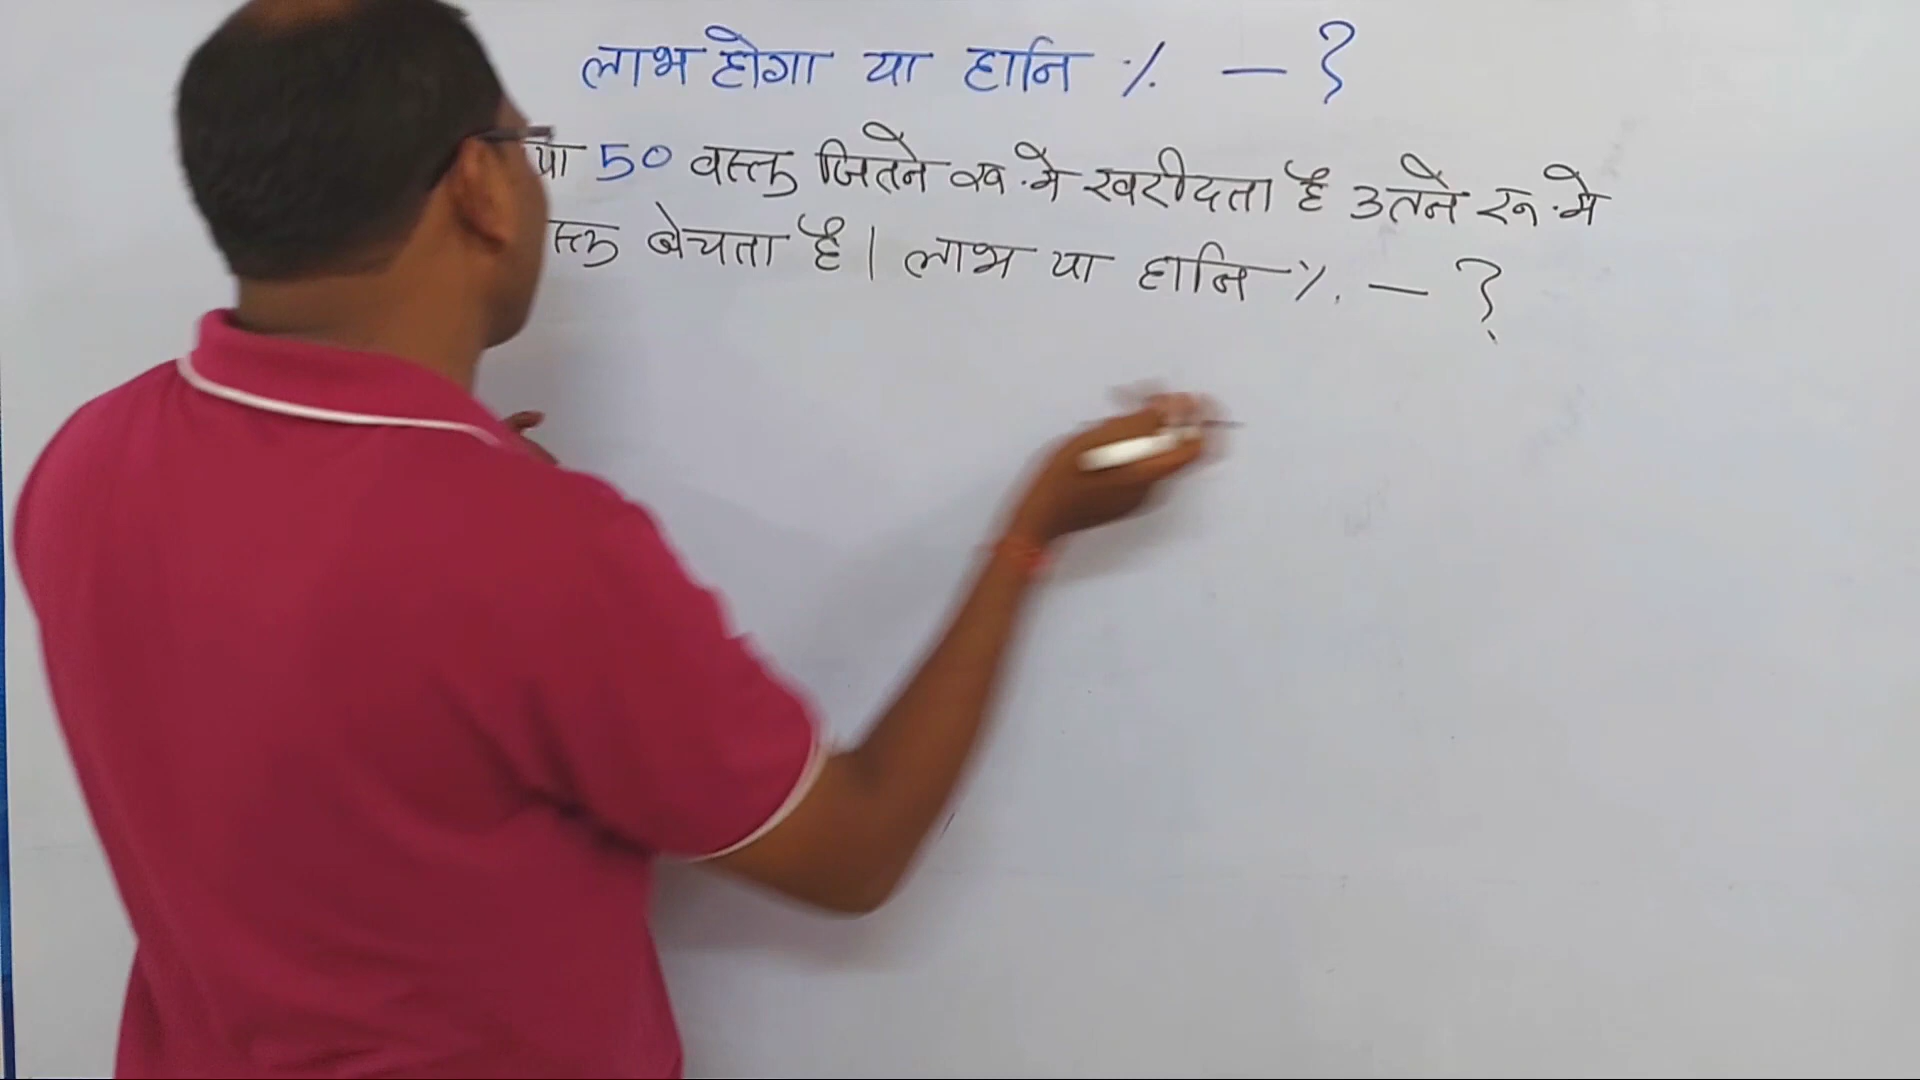 लाभ होगा या हानि % — ?
या 50 वस्तु जितने रू. मे खरीदता है उतने रू. मे
बेचता है। लाभ या हानि %. — ?